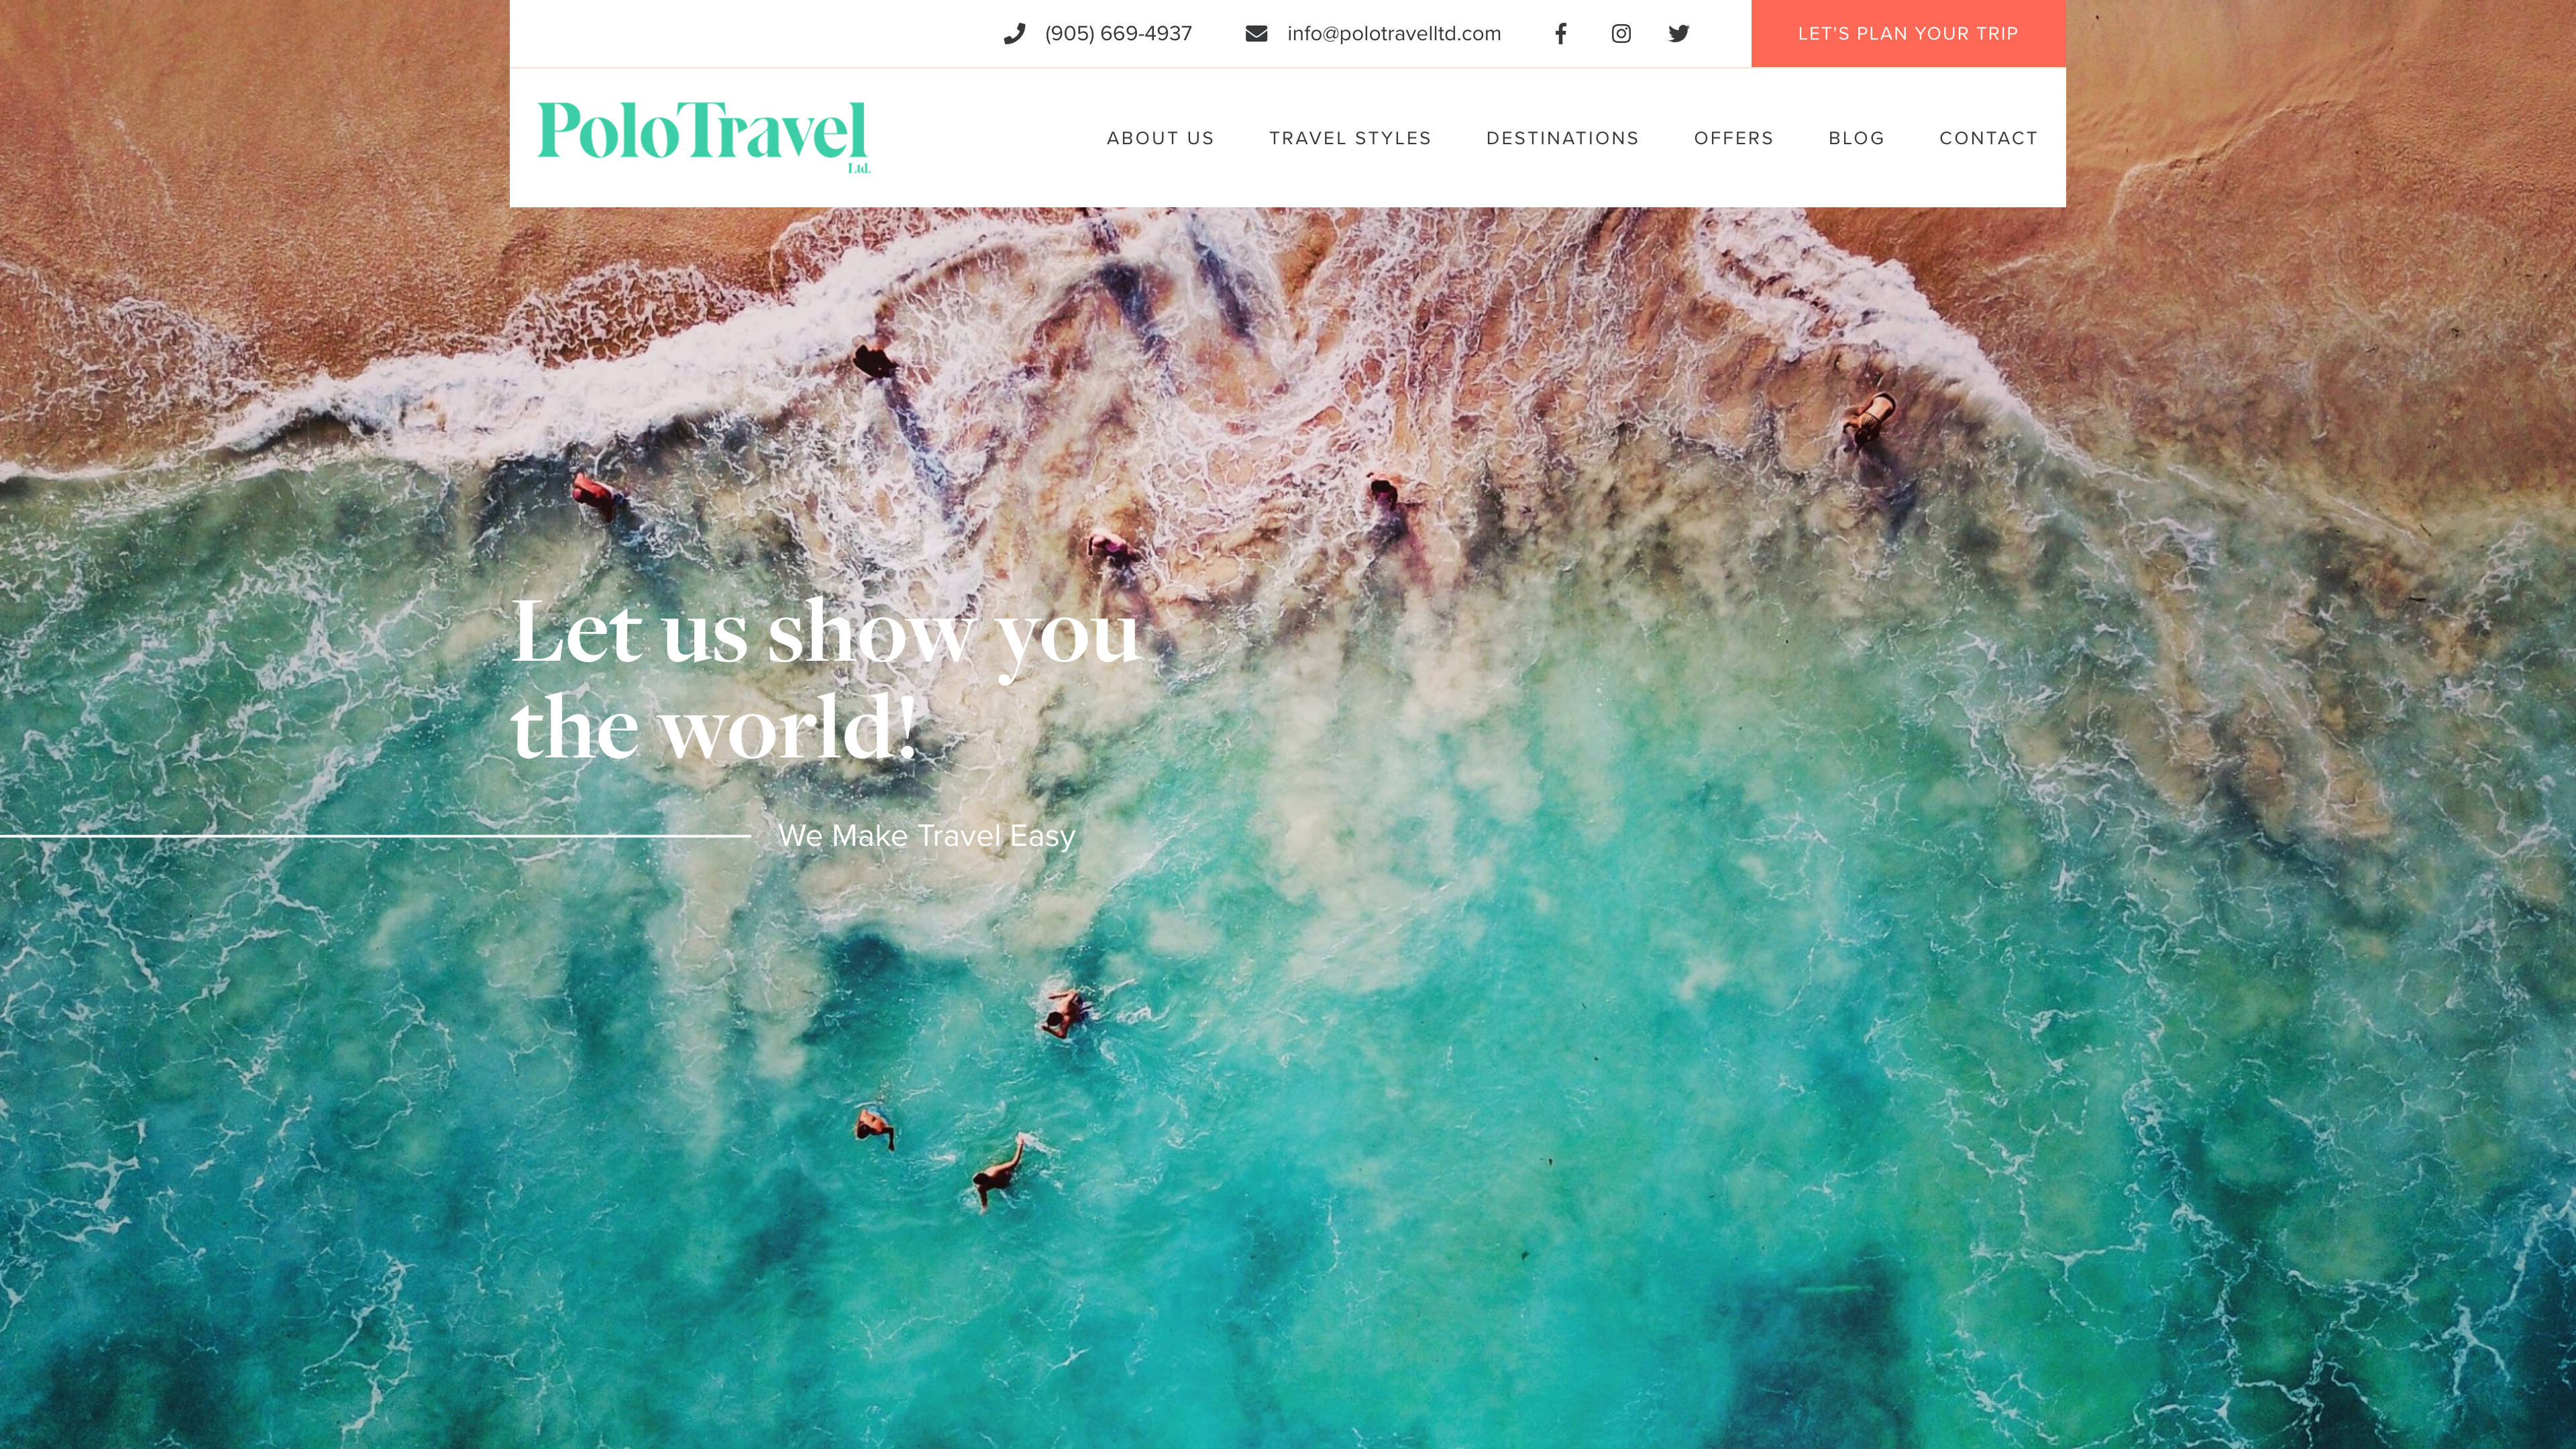 (905) 669-4937 info@polotravelltd.com LET'S PLAN YOUR TRIP
PoloTravel
Ltd.
ABOUT US TRAVEL STYLES DESTINATIONS OFFERS BLOG CONTACT
Let us show you
the world!
We Make Travel Easy